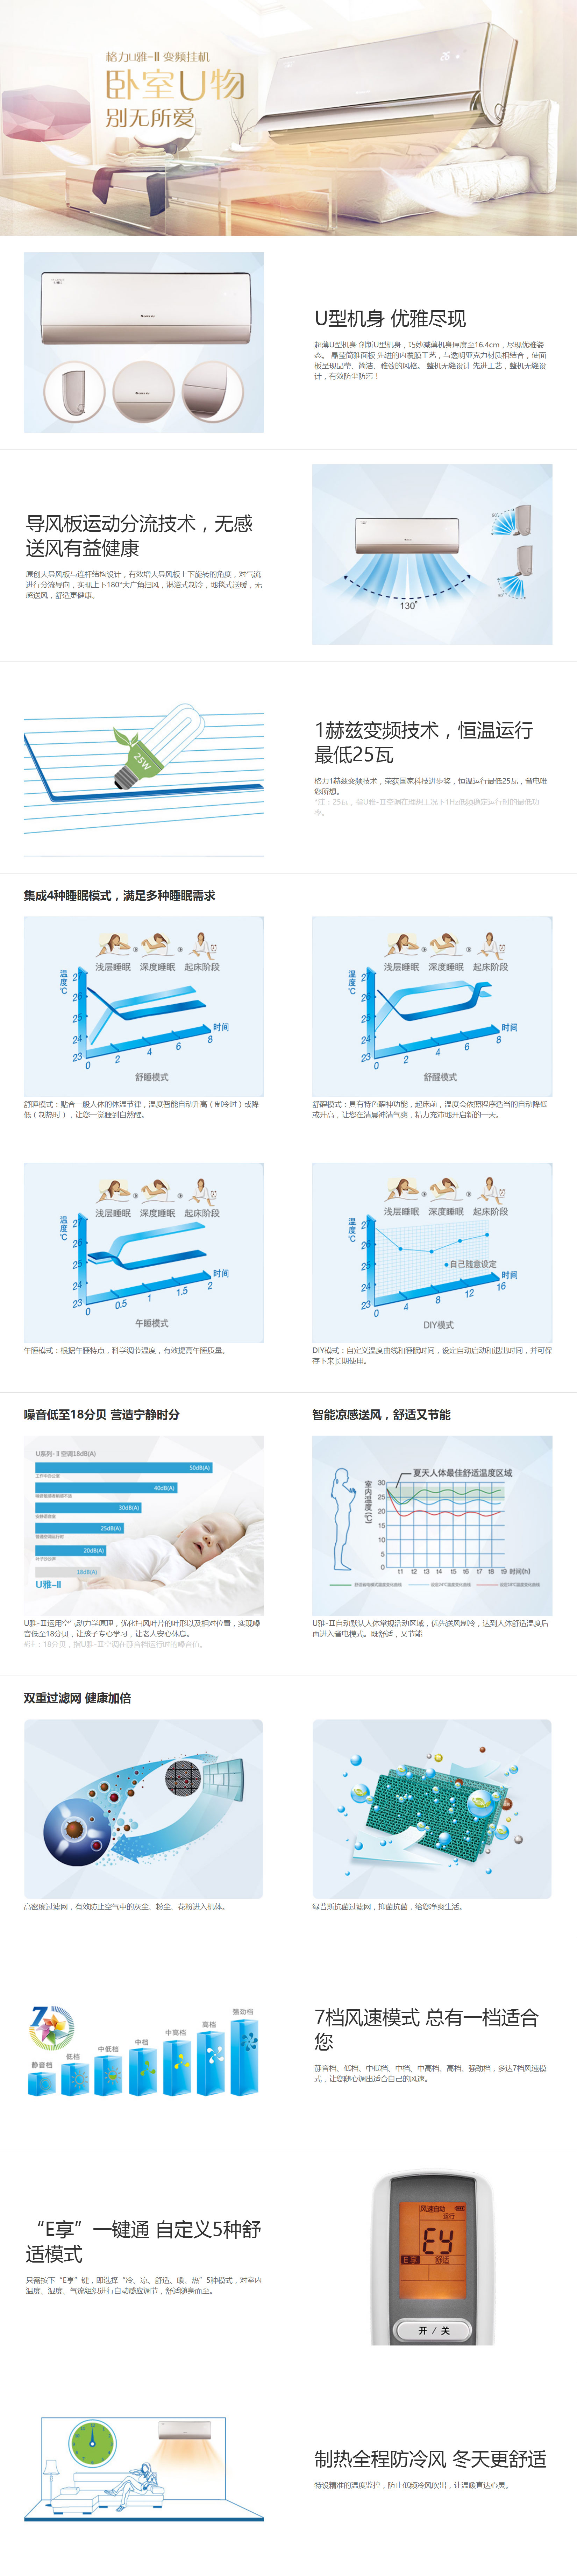 格力U雅-II 变频挂机
卧室U物
别无所爱
U型机身 优雅尽现
超薄U型机身 创新U型机身，巧妙减薄机身厚度至16.4cm，尽现优雅姿
态。 晶莹简雅面板 先进的内覆膜工艺，与透明亚克力材质相结合，使面
板呈现晶莹、简洁、雅致的风格。 整机无缝设计 先进工艺，整机无缝设
计，有效防尘防污！
导风板运动分流技术，无感
送风有益健康
原创大导风板与连杆结构设计，有效增大导风板上下旋转的角度，对气流
进行分流导向，实现上下180°大广角扫风，淋浴式制冷，地毯式送暖，无
感送风，舒适更健康。
130°
1赫兹变频技术，恒温运行
最低25瓦
格力1赫兹变频技术，荣获国家科技进步奖，恒温运行最低25瓦，省电唯
您所想。
*注：25瓦，指U雅-II空调在理想工况下1Hz低频稳定运行时的最低功
率。
25W
集成4种睡眠模式，满足多种睡眠需求
浅层睡眠 深度睡眠 起床阶段
温度℃
27
26
25
24
23
0 2 4 6 8
时间
舒睡模式
舒睡模式：贴合一般人体的体温节律，温度智能自动升高（制冷时）或降
低（制热时），让您一觉睡到自然醒。
浅层睡眠 深度睡眠 起床阶段
温度℃
27
26
25
24
23
0 2 4 6 8
时间
舒醒模式
舒醒模式：具有特色醒神功能，起床前，温度会依照程序适当的自动降低
或升高，让您在清晨神清气爽，精力充沛地开启新的一天。
浅层睡眠 深度睡眠 起床阶段
温度℃
27
26
25
24
23
0 0.5 1 1.5 2
时间
午睡模式
午睡模式：根据午睡特点，科学调节温度，有效提高午睡质量。
浅层睡眠 深度睡眠 起床阶段
温度℃
27
26
25
24
23
0 4 8 12 16
时间
自己随意设定
DIY模式
DIY模式：自定义温度曲线和睡眠时间，设定自动启动和退出时间，并可保
存下来长期使用。
噪音低至18分贝 营造宁静时分
U系列-II空调18dB(A)
50dB(A)
40dB(A)
30dB(A)
25dB(A)
20dB(A)
18dB(A)
U雅-II
U雅-II运用空气动力学原理，优化扫风叶片的叶形以及相对位置，实现噪
音低至18分贝，让孩子专心学习，让老人安心休息。
*注：18分贝，指U雅-II空调在静音档运行时的噪音值。
智能凉感送风，舒适又节能
夏天人体最佳舒适温度区域
室内温度(℃)
30
25
20
15
10
5
0
11 12 13 14 15 16 17 18 19 时间(h)
U雅-II自动默认人体常规活动区域，优先送风制冷，达到人体舒适温度后
再进入省电模式。既舒适，又节能
双重过滤网 健康加倍
高密度过滤网，有效防止空气中的灰尘、粉尘、花粉进入机体。
绿普斯抗菌过滤网，抑菌抗菌，给您净爽生活。
7
静音档
低档
中低档
中档
中高档
高档
强劲档
7档风速模式 总有一档适合
您
静音档、低档、中低档、中档、中高档、高档、强劲档，多达7档风速模
式，让您随心调出适合自己的风速。
“E享”一键通 自定义5种舒
适模式
只需按下“E享”键，即选择“冷、凉、舒适、暖、热”5种模式，对室内
温度、湿度、气流组织进行自动感应调节，舒适随身而至。
风速自动
运行
E享 舒适
开 / 关
制热全程防冷风 冬天更舒适
特设精准的温度监控，防止低频冷风吹出，让温暖直达心灵。